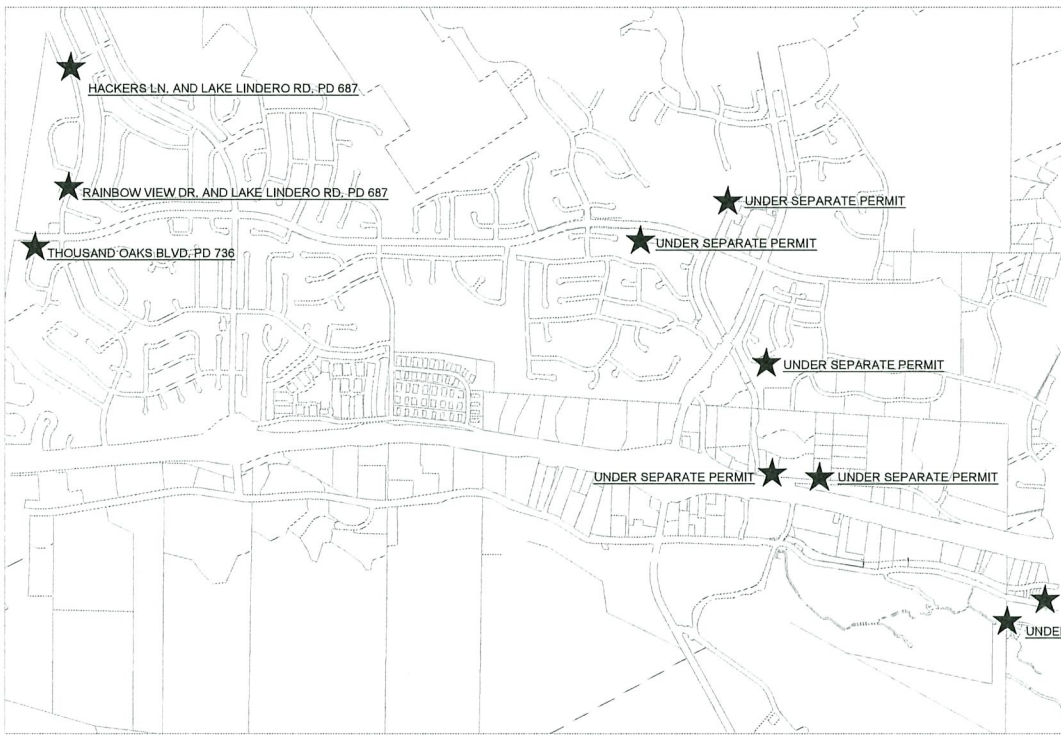 HACKERS LN, AND LAKE LINDERO RD, PD 687
RAINBOW VIEW DR, AND LAKE LINDERO RD, PD 687
UNDER SEPARATE PERMIT
UNDER SEPARATE PERMIT
THOUSAND OAKS BLVD, PD 736
UNDER SEPARATE PERMIT
UNDER SEPARATE PERMIT
UNDER SEPARATE PERMIT
UNDE